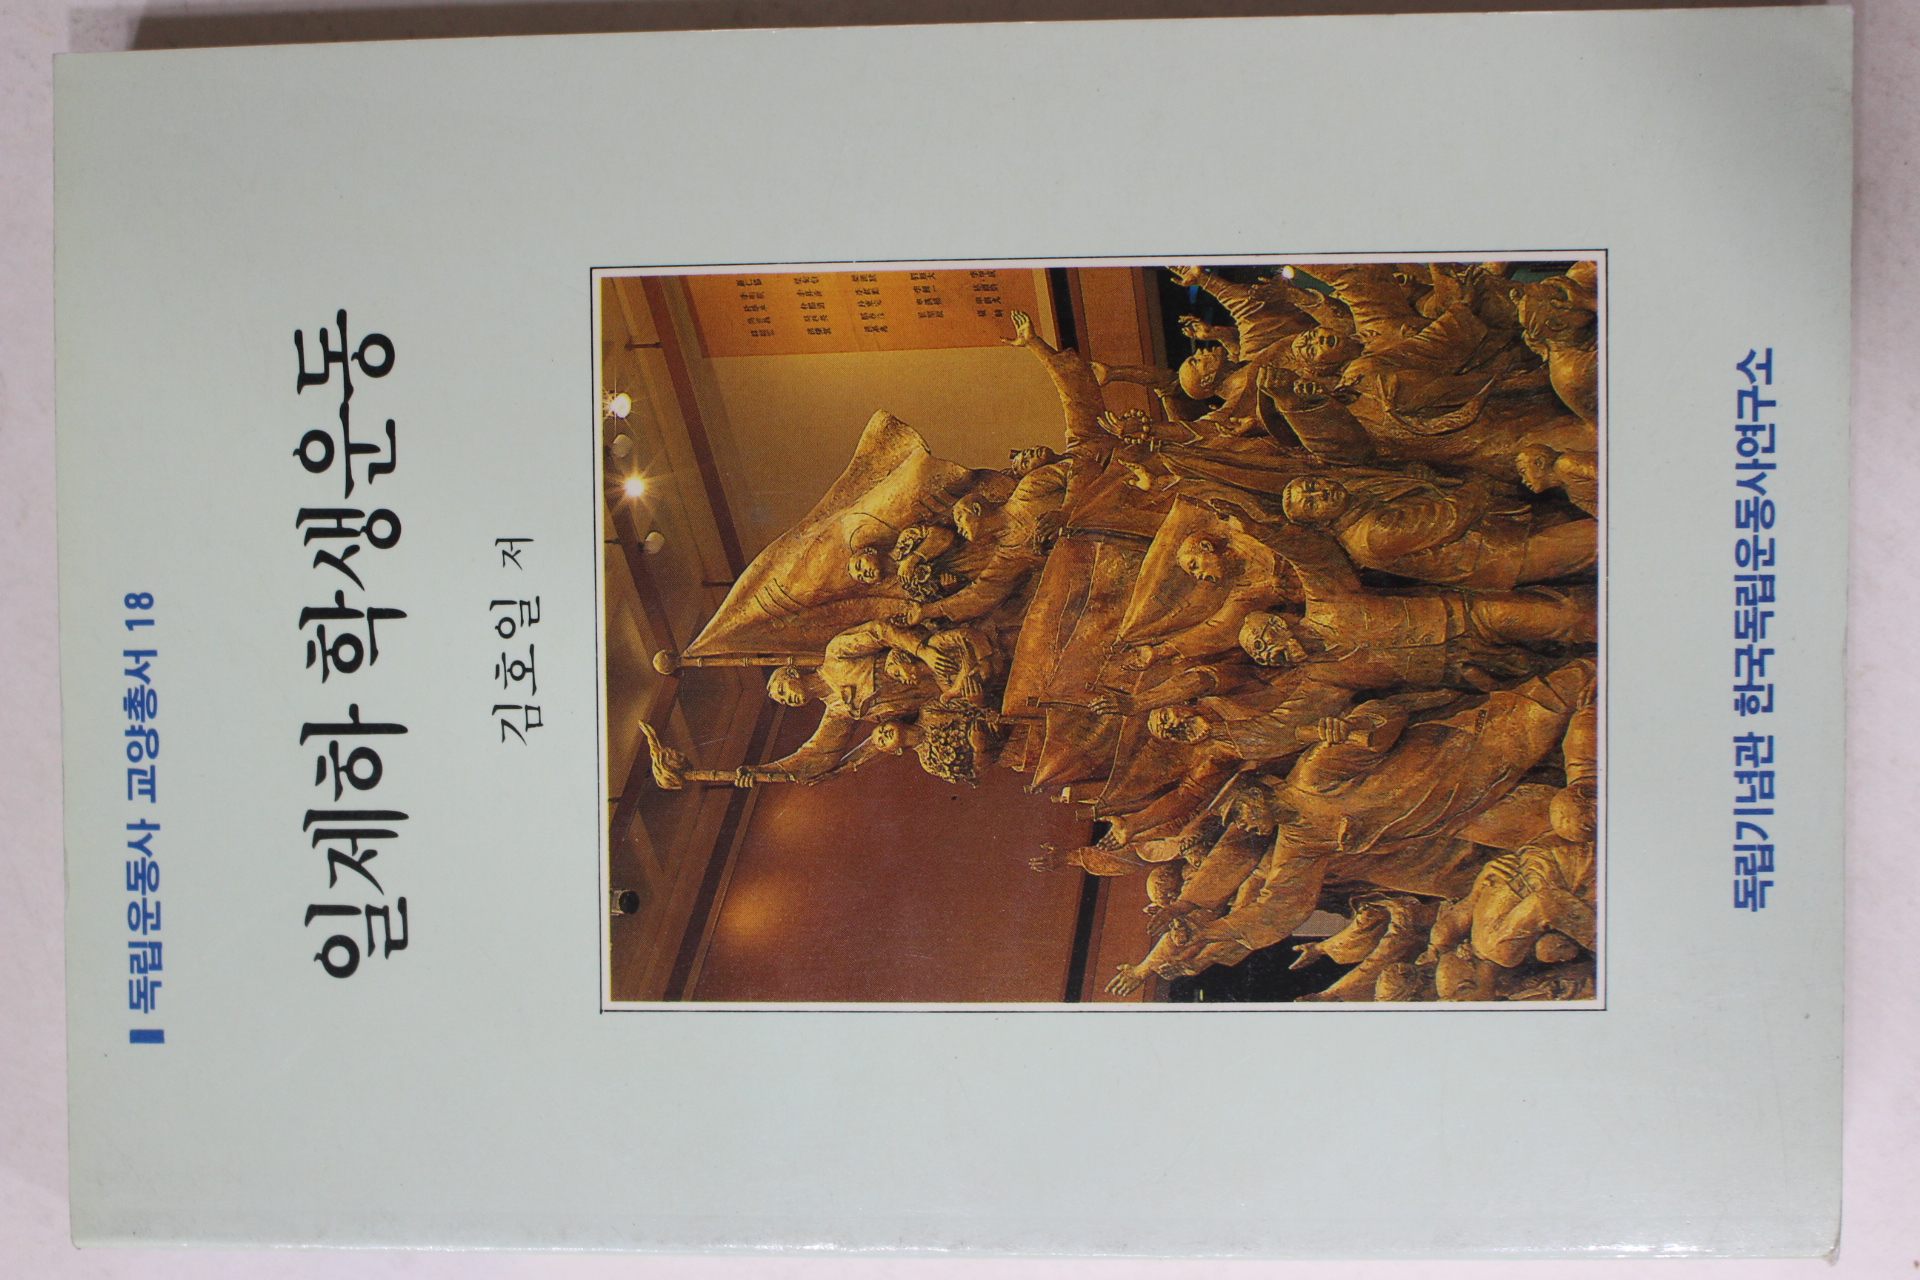 독립운동사 교양총서 18
일제하 학생운동
김호일 저
독립기념관 한국독립운동사연구소